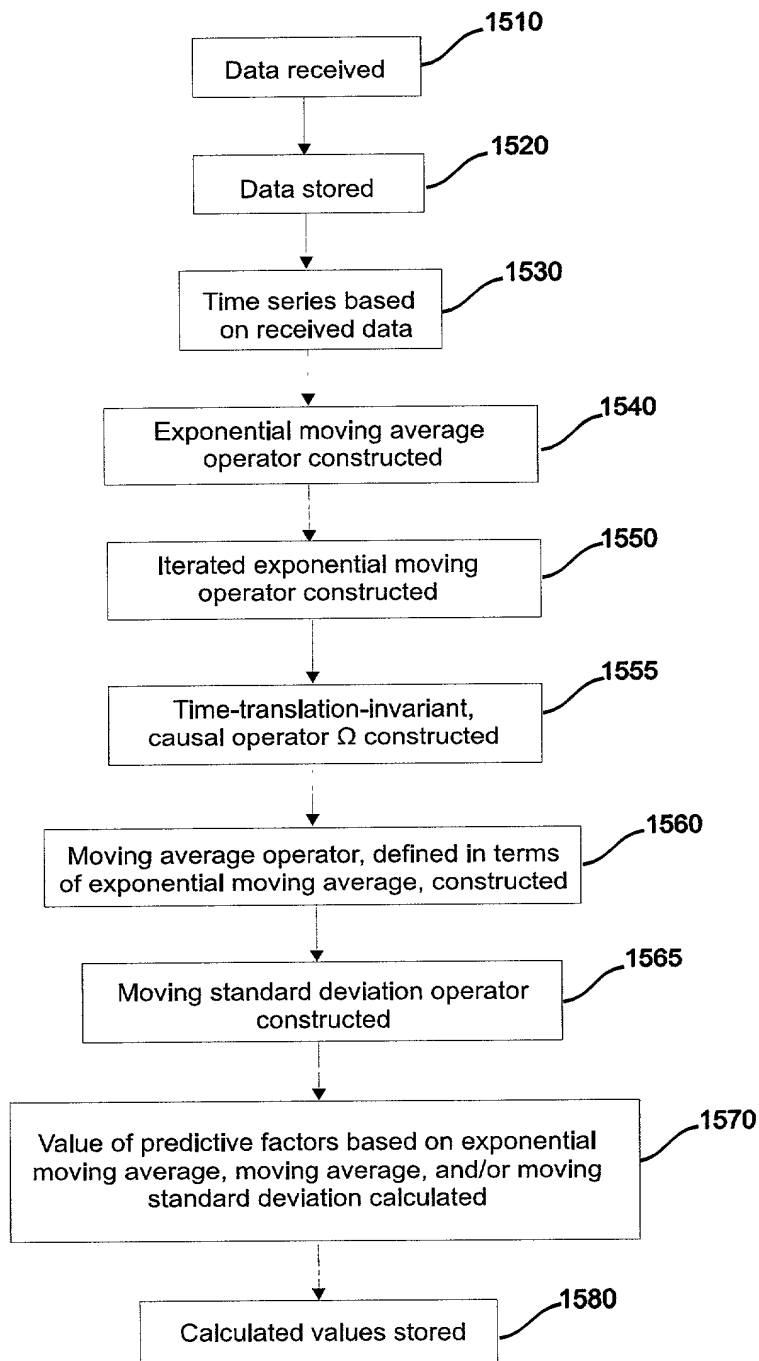 1510
Data received
1520
Data stored
1530
Time series based
on received data
1540
Exponential moving average
operator constructed
1550
Iterated exponential moving
operator constructed
1555
Time-translation-invariant,
causal operator Ω constructed
1560
Moving average operator, defined in terms
of exponential moving average, constructed
1565
Moving standard deviation operator
constructed
1570
Value of predictive factors based on exponential
moving average, moving average, and/or moving
standard deviation calculated
1580
Calculated values stored